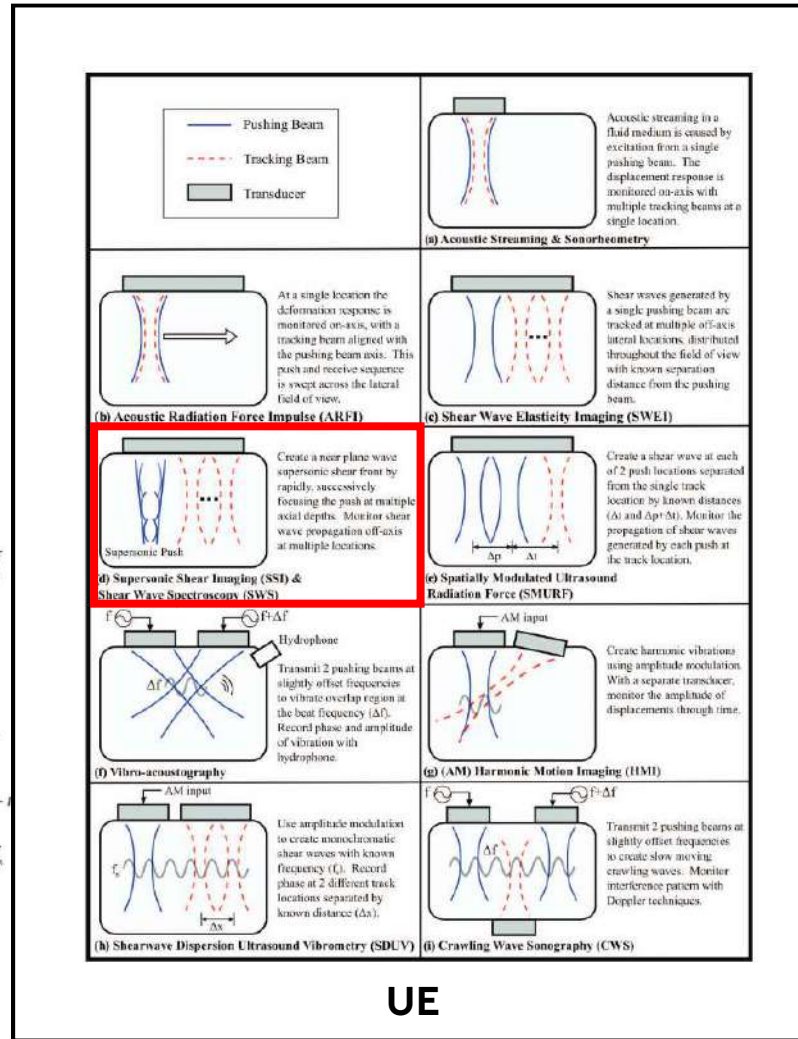 Pushing Beam
Tracking Beam
Transducer
Acoustic streaming in a
fluid medium is caused by
excitation from a single
pushing beam. The
displacement response is
monitored on-axis with
multiple tracking beams at a
single location.
(a) Acoustic Streaming & Sonorheometry
At a single location the
deformation response is
monitored on-axis, with a
tracking beam aligned with
the pushing beam axis. This
push and receive sequence
is swept across the lateral
field of view.
(b) Acoustic Radiation Force Impulse (ARFI)
Shear waves generated by
a single pushing beam are
tracked at multiple off-axis
lateral locations, distributed
throughout the field of view
with known separation
distance from the pushing
beam.
(c) Shear Wave Elasticity Imaging (SWEI)
Create a near plane wave
supersonic shear front by
rapidly, successively
focusing the push at multiple
axial depths. Monitor shear
wave propagation off-axis
at multiple locations.
Supersonic Push
(d) Supersonic Shear Imaging (SSI) &
Shear Wave Spectroscopy (SWS)
Create a shear wave at each
of 2 push locations separated
from the single track
location by known distances
(Δt and Δp+Δt). Monitor the
propagation of shear waves
generated by each push at
the track location.
Δp
Δt
(e) Spatially Modulated Ultrasound
Radiation Force (SMURF)
f
f+Δf
Hydrophone
Δf
Transmit 2 pushing beams at
slightly offset frequencies
to vibrate overlap region at
the beat frequency (Δf).
Record phase and amplitude
of vibration with
hydrophone.
(f) Vibro-acoustography
AM input
Create harmonic vibrations
using amplitude modulation.
With a separate transducer,
monitor the amplitude of
displacements through time.
(g) (AM) Harmonic Motion Imaging (HMI)
AM input
Use amplitude modulation
to create monochromatic
shear waves with known
frequency (fₒ). Record
phase at 2 different track
locations separated by
known distance (Δx).
fₒ
Δx
(h) Shearwave Dispersion Ultrasound Vibrometry (SDUV)
f
f+Δf
Δf
Transmit 2 pushing beams at
slightly offset frequencies
to create slow moving
crawling waves. Monitor
interference pattern with
Doppler techniques.
(i) Crawling Wave Sonography (CWS)
UE